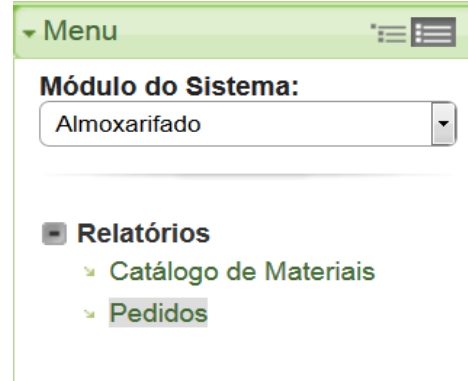 Menu
Módulo do Sistema:
Almoxarifado
Relatórios
Catálogo de Materiais
Pedidos